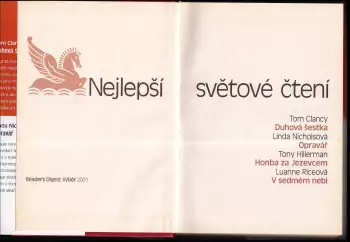 Nejlepší světové čtení
Tom Clancy
Duhová šestka
Linda Nicholsová
Opravář
Tony Hillerman
Honba za Jezevcem
Luanne Riceová
V sedmém nebi
Reader's Digest Výběr 2001